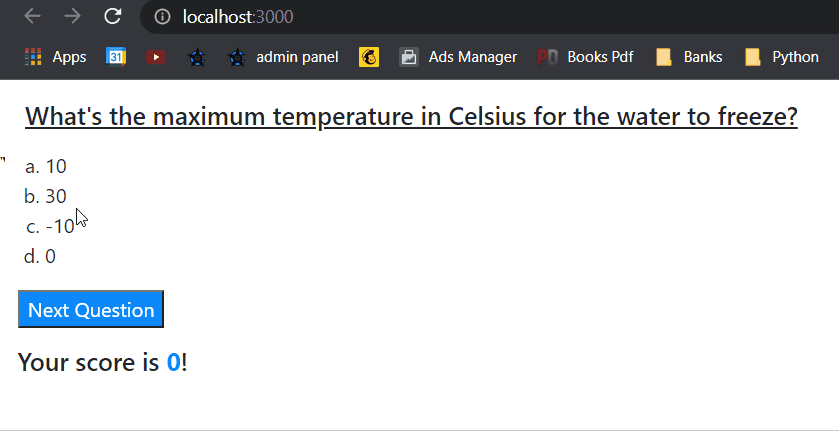 localhost:3000
Apps 31 admin panel Ads Manager Books Pdf Banks Python
What's the maximum temperature in Celsius for the water to freeze?
a. 10
b. 30
c. -10
d. 0
Next Question
Your score is 0!